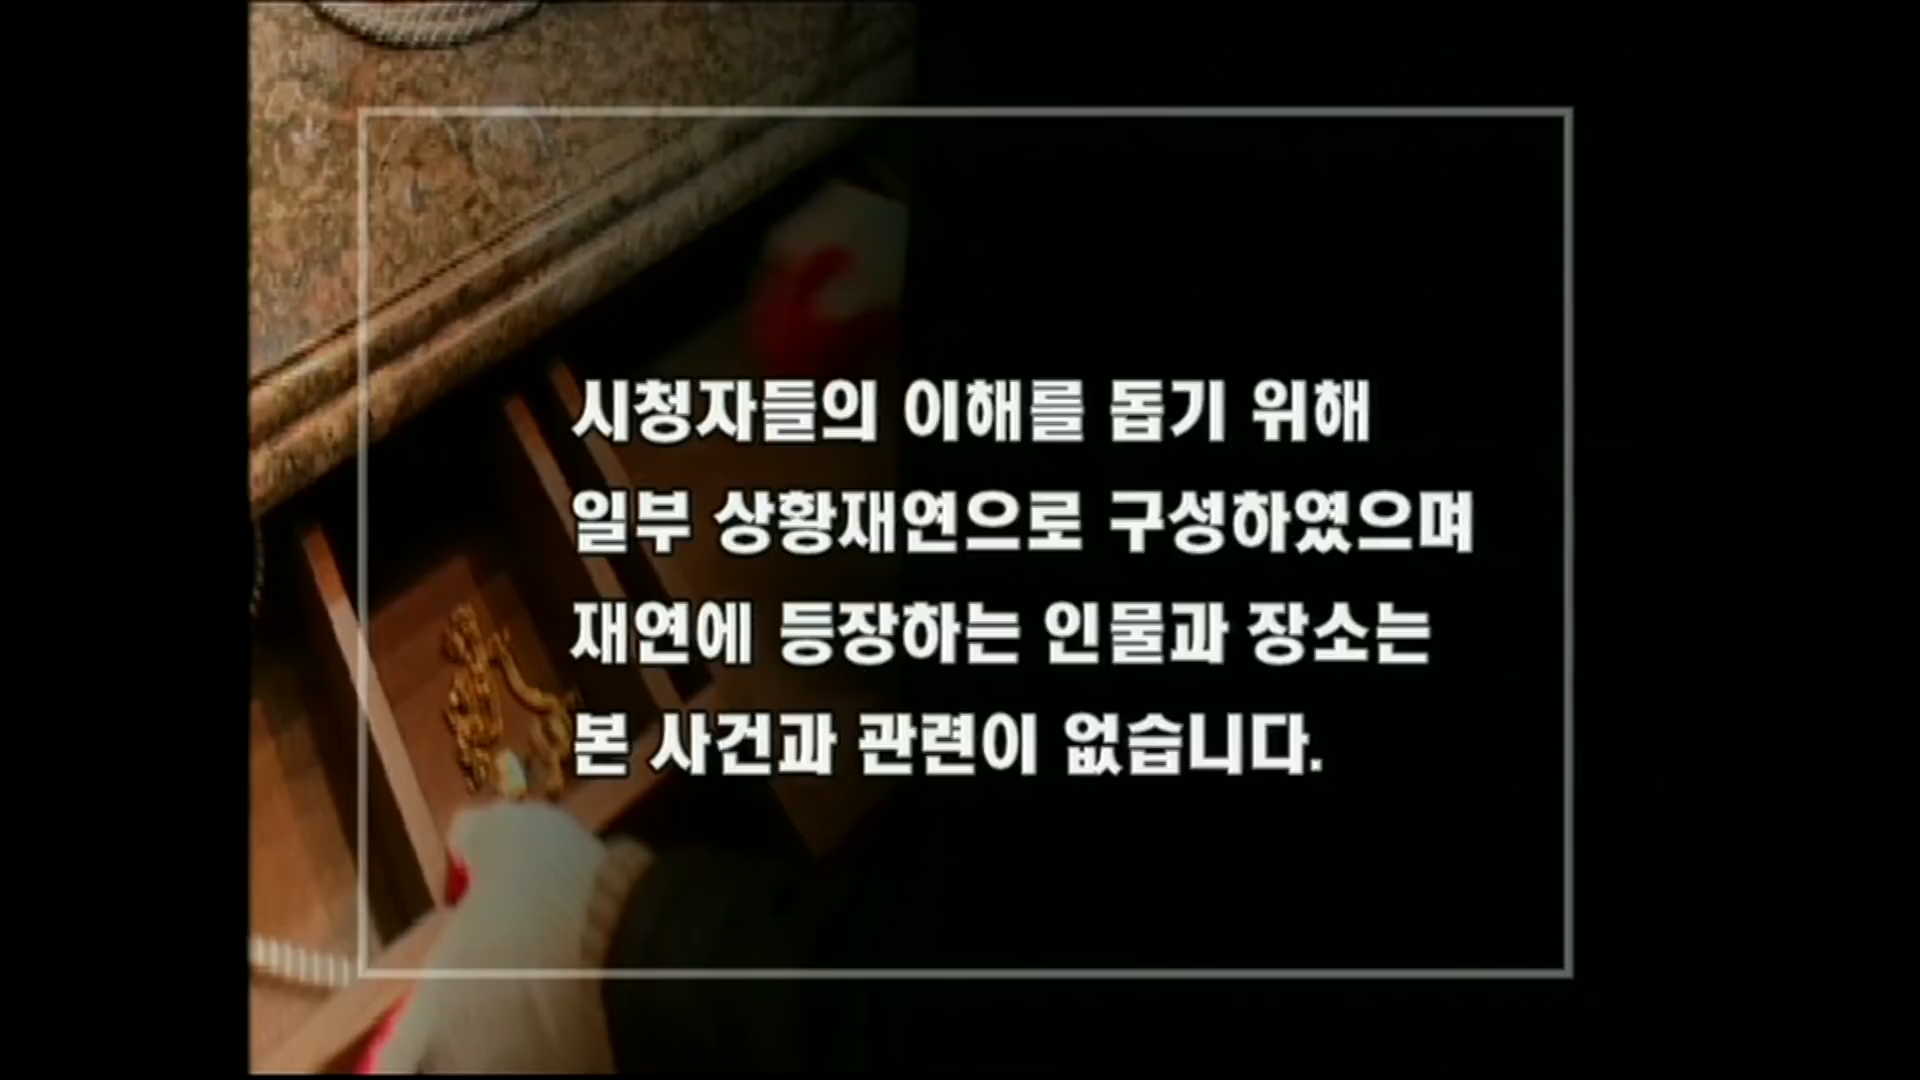 시청자들의 이해를 돕기 위해
일부 상황재연으로 구성하였으며
재연에 등장하는 인물과 장소는
본 사건과 관련이 없습니다.